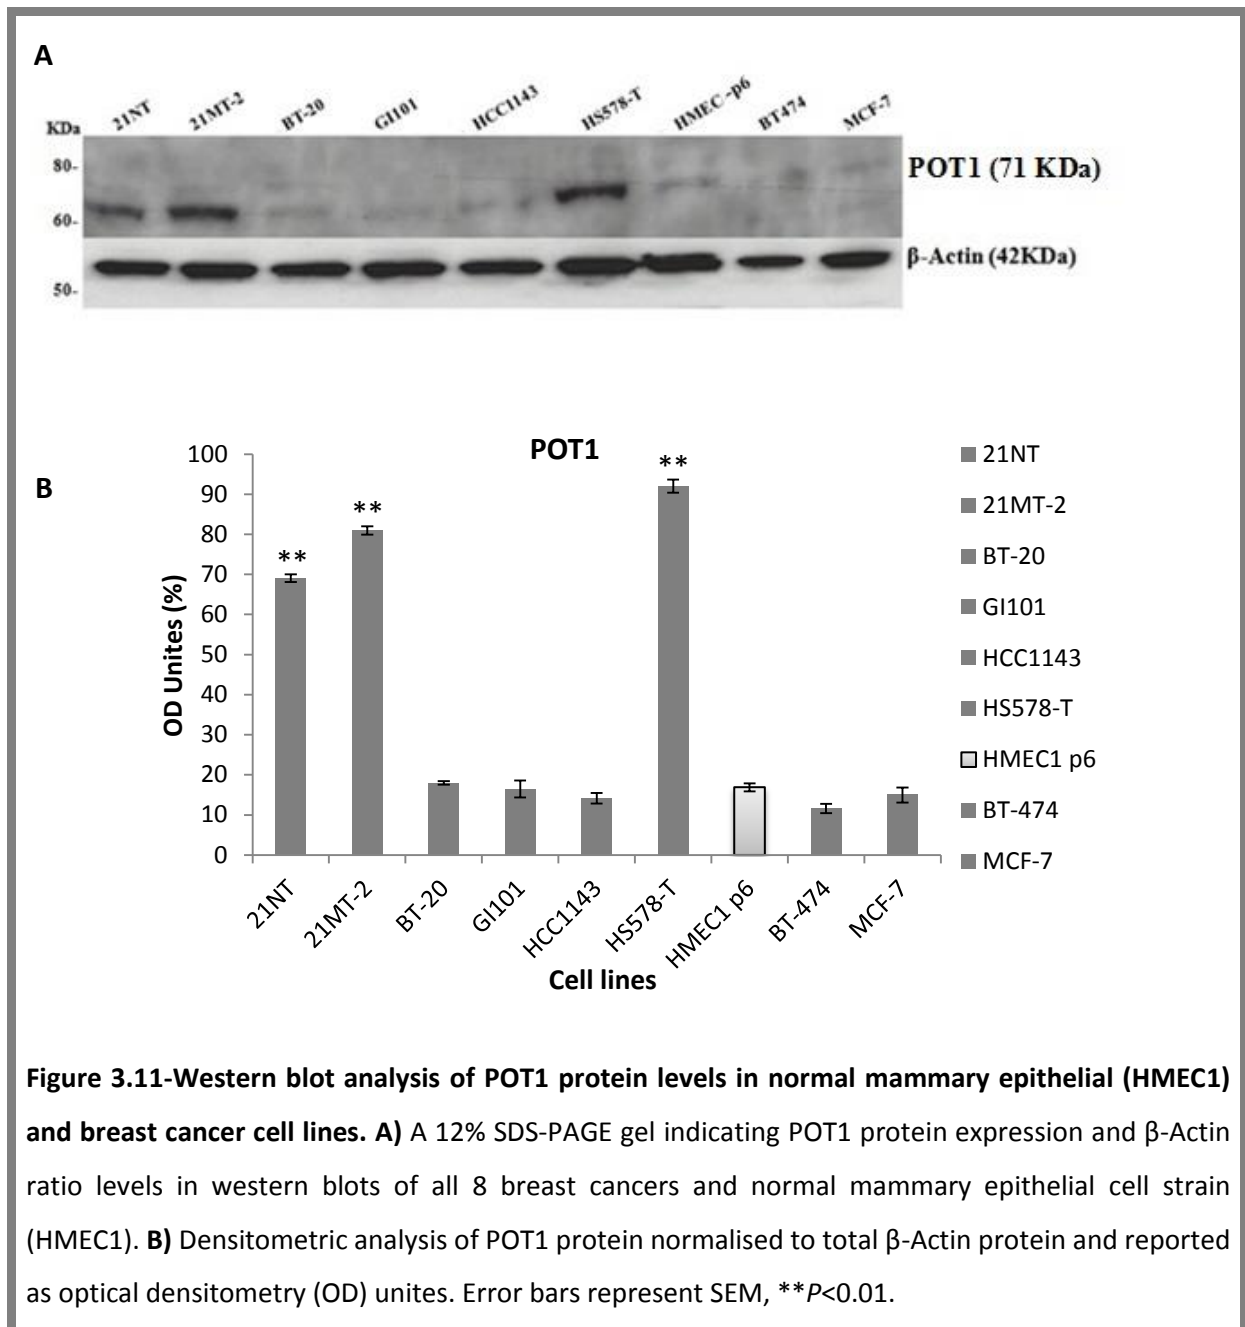 A
21NT 21MT-2 BT-20 GI101 HCC1143 HS578-T HMEC-p6 BT474 MCF-7
KDa
80-
POT1 (71 KDa)
60-
β-Actin (42KDa)
50-
B
POT1
OD Unites (%)
100
90
80
70
60
50
40
30
20
10
0
**
**
**
21NT 21MT-2 BT-20 GI101 HCC1143 HS578-T HMEC1 p6 BT-474 MCF-7
Cell lines
21NT
21MT-2
BT-20
GI101
HCC1143
HS578-T
HMEC1 p6
BT-474
MCF-7
Figure 3.11-Western blot analysis of POT1 protein levels in normal mammary epithelial (HMEC1)
and breast cancer cell lines. A) A 12% SDS-PAGE gel indicating POT1 protein expression and β-Actin
ratio levels in western blots of all 8 breast cancers and normal mammary epithelial cell strain
(HMEC1). B) Densitometric analysis of POT1 protein normalised to total β-Actin protein and reported
as optical densitometry (OD) unites. Error bars represent SEM, **P<0.01.